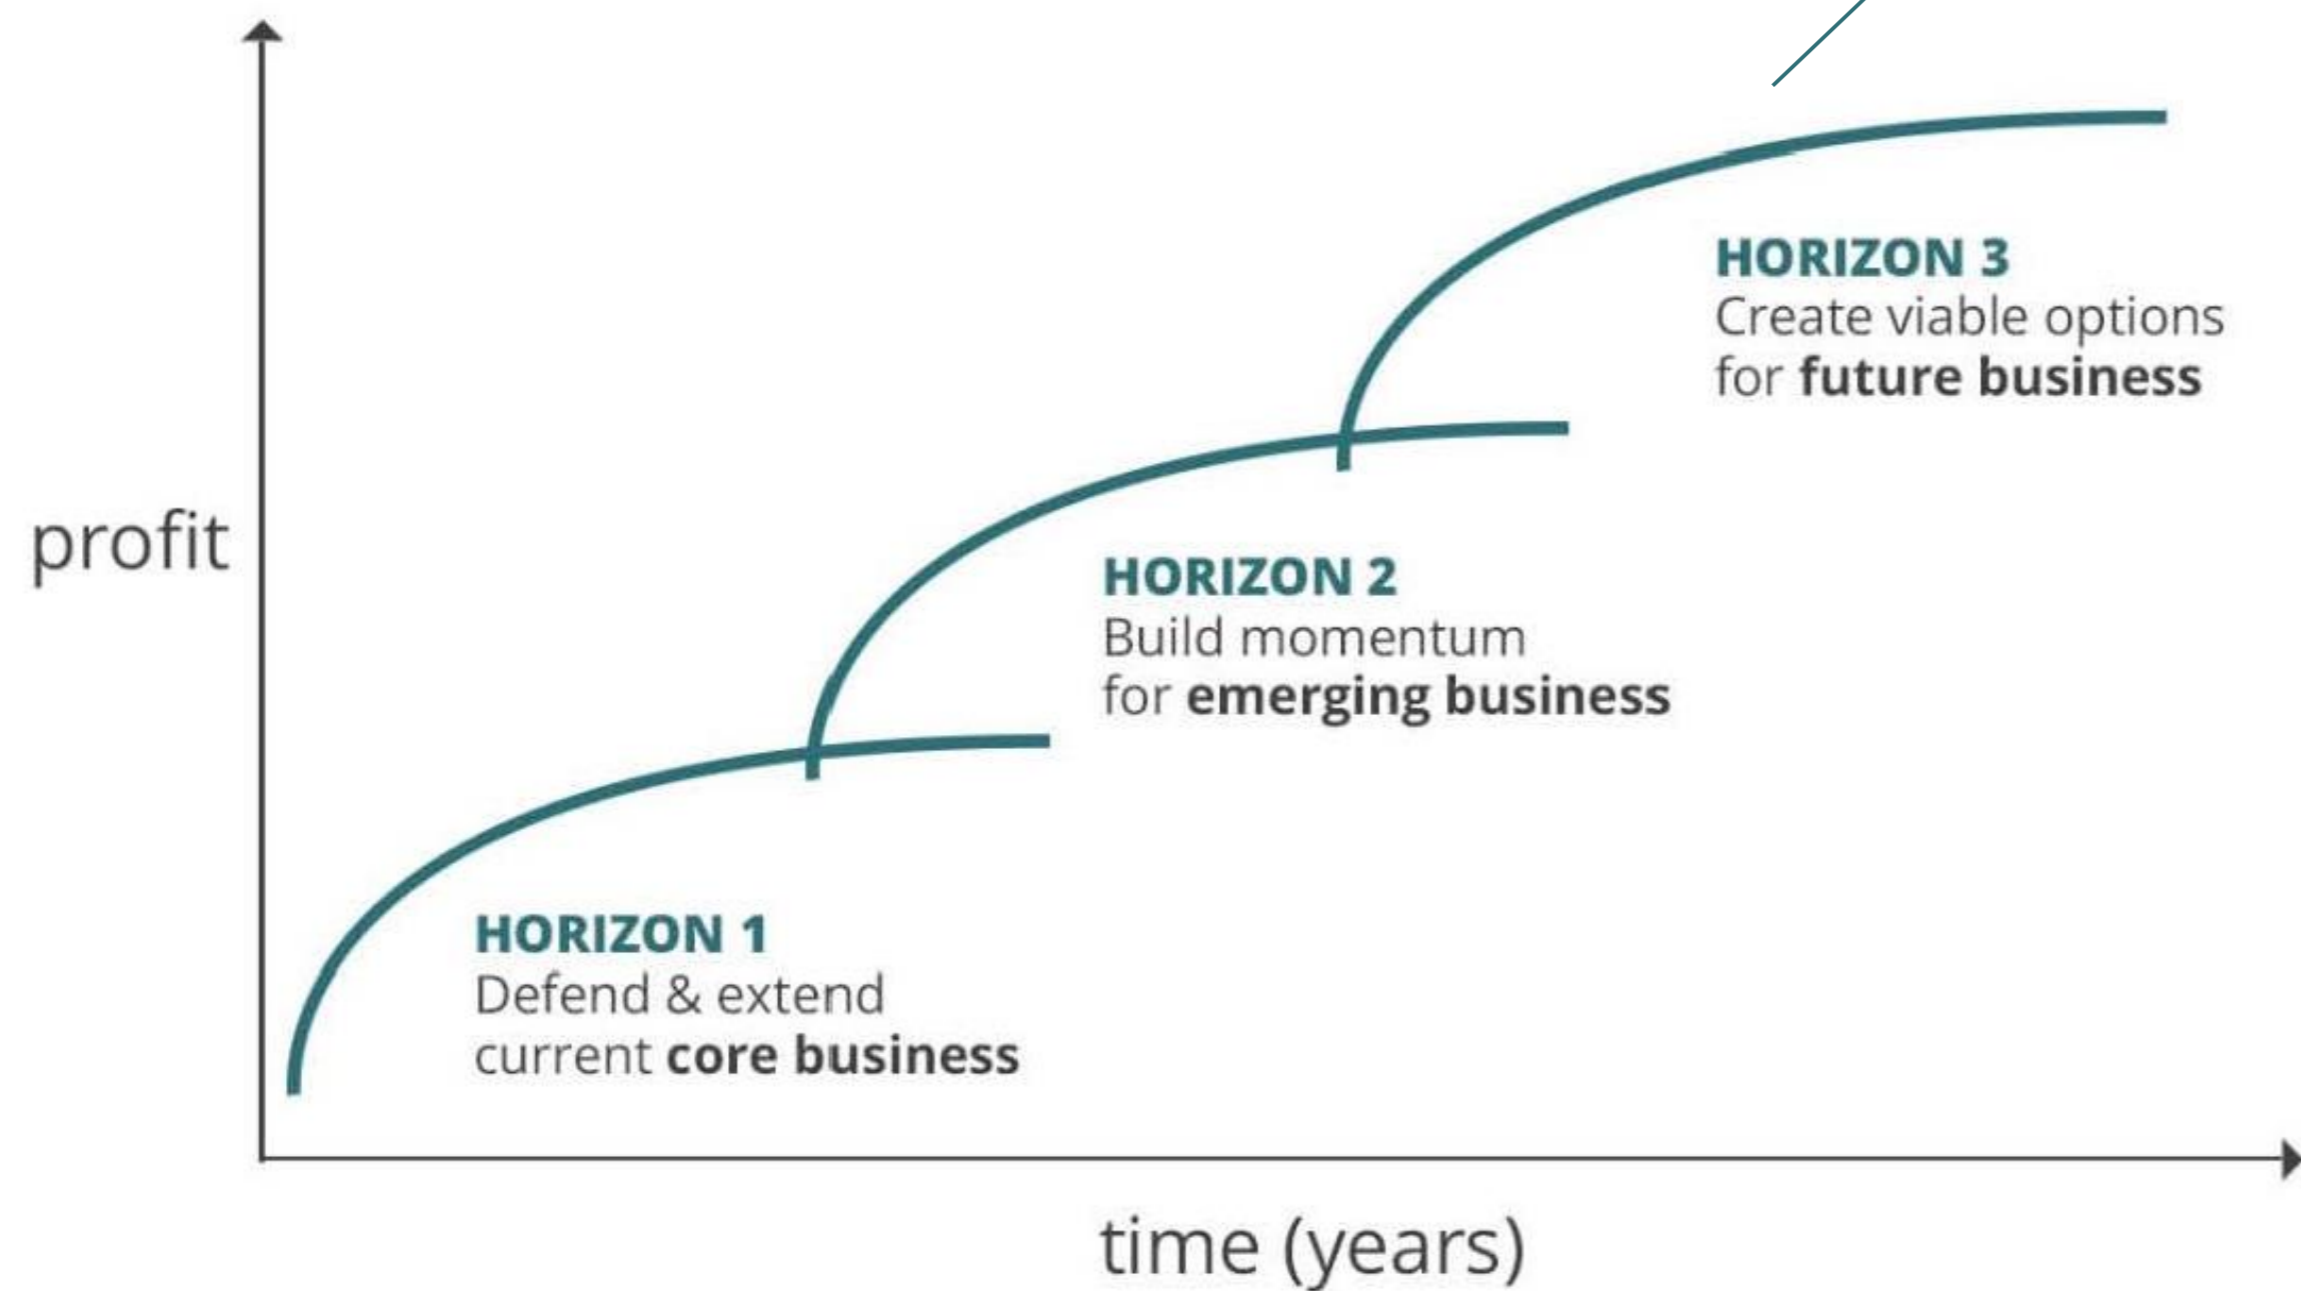 HORIZON 3
Create viable options
for future business
profit
HORIZON 2
Build momentum
for emerging business
HORIZON 1
Defend & extend
current core business
time (years)